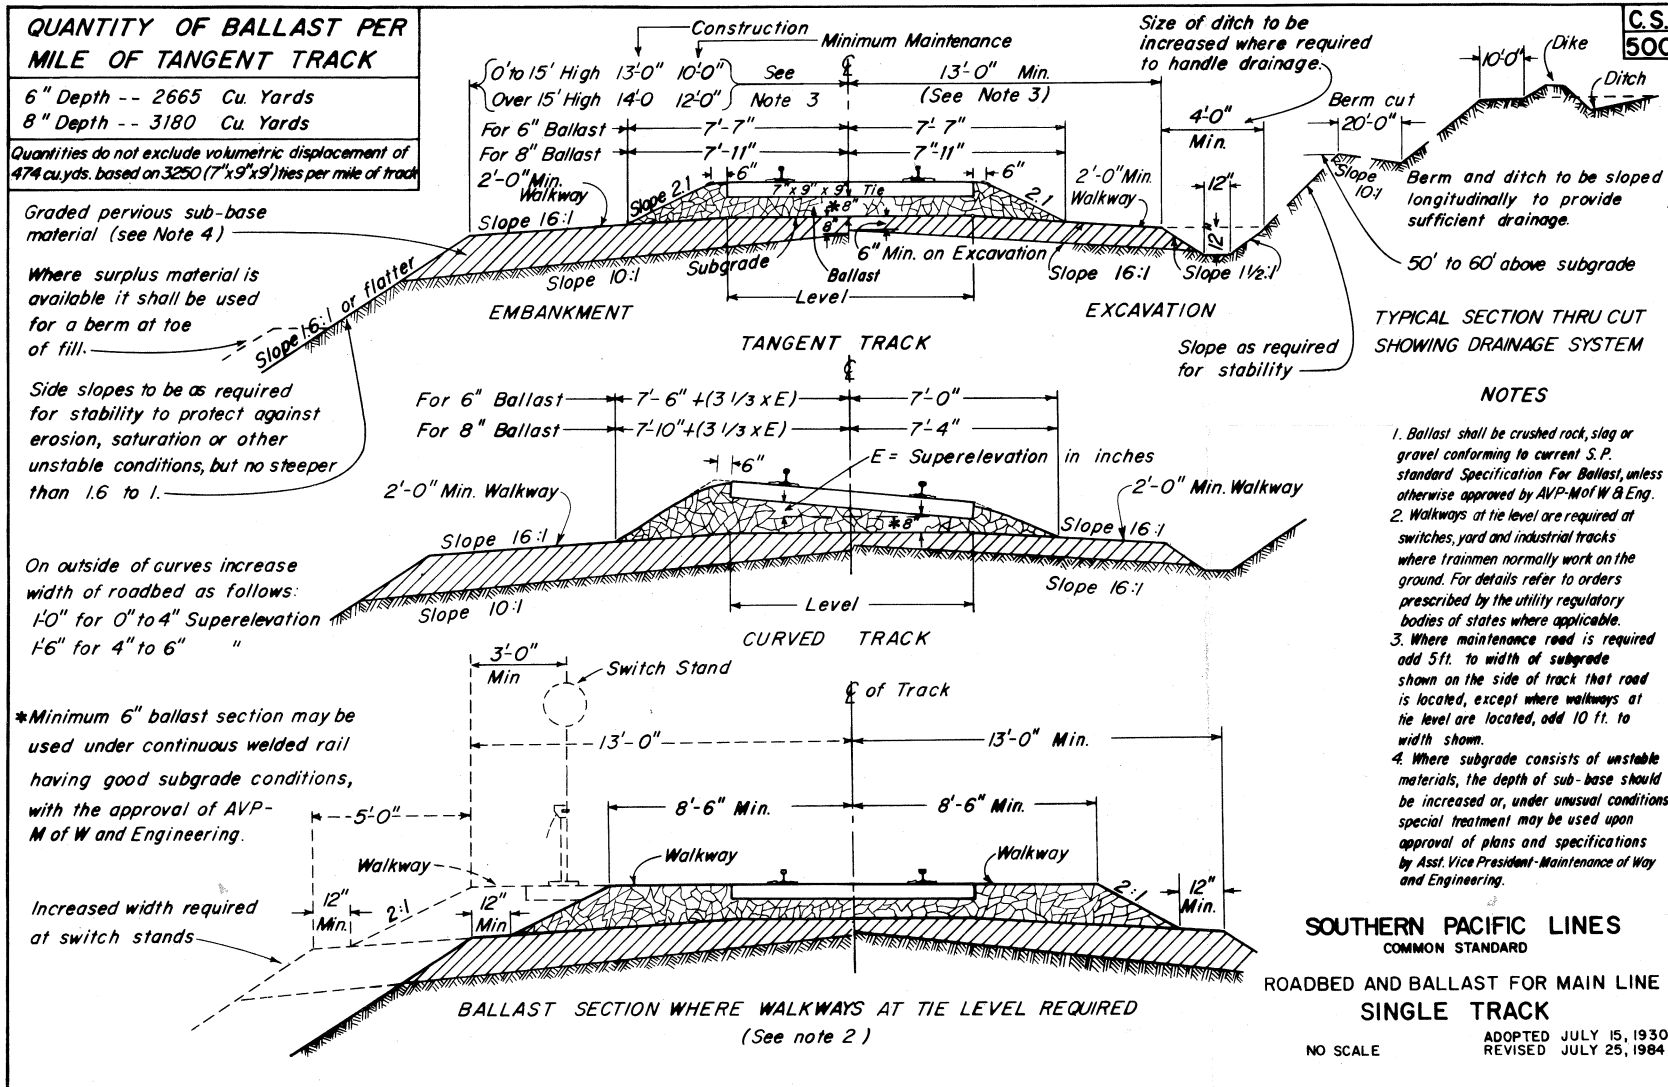 QUANTITY OF BALLAST PER
MILE OF TANGENT TRACK
6" Depth -- 2665 Cu. Yards
8" Depth -- 3180 Cu. Yards
Quantities do not exclude volumetric displacement of
474 cu.yds. based on 3250 (7"x9"x9') ties per mile of track
Graded pervious sub-base
material (see Note 4)
Where surplus material is
available it shall be used
for a berm at toe
of fill.
Side slopes to be as required
for stability to protect against
erosion, saturation or other
unstable conditions, but no steeper
than 1.6 to 1.
On outside of curves increase
width of roadbed as follows:
1'-0" for 0" to 4" Superelevation
1'-6" for 4" to 6" "
*Minimum 6" ballast section may be
used under continuous welded rail
having good subgrade conditions,
with the approval of AVP-
M of W and Engineering.
Increased width required
at switch stands
Construction
Minimum Maintenance
0' to 15' High 13'-0" 10'-0" See
Over 15' High 14'-0 12'-0" Note 3
℄
13'-0" Min.
(See Note 3)
For 6" Ballast 7'-7" 7'-7"
For 8" Ballast 7'-11" 7"-11"
2'-0" Min.
Walkway
Slope 2:1
6"
7"x 9" x 9' Tie
6"
2:1
2'-0" Min.
Walkway
Slope 16:1
*8"
8"
6" Min. on Excavation
Subgrade
Ballast
Slope 10:1
Slope 16:1
Slope 1½:1
Slope 1.6:1 or flatter
Level
EMBANKMENT
EXCAVATION
TANGENT TRACK
Size of ditch to be
increased where required
to handle drainage.
4'-0"
Min.
12"
12"
Berm cut
20'-0"
10'-0"
Dike
Ditch
Slope
10:1
Berm and ditch to be sloped
longitudinally to provide
sufficient drainage.
50' to 60' above subgrade
Slope as required
for stability
TYPICAL SECTION THRU CUT
SHOWING DRAINAGE SYSTEM
C.S.
500
℄
For 6" Ballast 7'-6" +(3 1/3 x E) 7'-0"
For 8" Ballast 7'-10"+(3 1/3 x E) 7'-4"
6"
E = Superelevation in inches
2'-0" Min. Walkway
2'-0" Min. Walkway
*8"
Slope 16:1
Slope 16:1
Slope 10:1
Slope 16:1
Level
CURVED TRACK
3'-0"
Min
Switch Stand
℄ of Track
13'-0"
13'-0" Min.
8'-6" Min.
8'-6" Min.
5'-0"
Walkway
Walkway
Walkway
12"
Min.
2:1
12"
Min
2:1
12"
Min.
BALLAST SECTION WHERE WALKWAYS AT TIE LEVEL REQUIRED
(See note 2)
NOTES
1. Ballast shall be crushed rock, slag or
gravel conforming to current S.P.
standard Specification For Ballast, unless
otherwise approved by AVP-M of W & Eng.
2. Walkways at tie level are required at
switches, yard and industrial tracks
where trainmen normally work on the
ground. For details refer to orders
prescribed by the utility regulatory
bodies of states where applicable.
3. Where maintenance road is required
add 5 ft. to width of subgrade
shown on the side of track that road
is located, except where walkways at
tie level are located, add 10 ft. to
width shown.
4. Where subgrade consists of unstable
materials, the depth of sub-base should
be increased or, under unusual conditions
special treatment may be used upon
approval of plans and specifications
by Asst. Vice President-Maintenance of Way
and Engineering.
SOUTHERN PACIFIC LINES
COMMON STANDARD
ROADBED AND BALLAST FOR MAIN LINE
SINGLE TRACK
NO SCALE
ADOPTED JULY 15, 1930
REVISED JULY 25, 1984